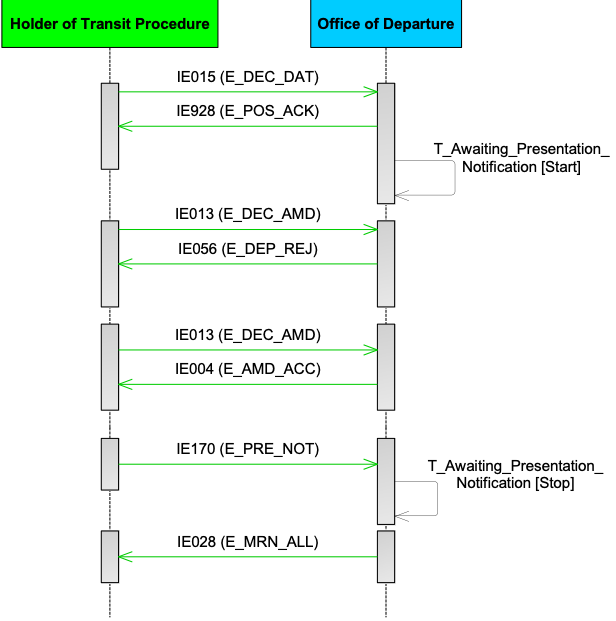 Holder of Transit Procedure
Office of Departure
IE015 (E_DEC_DAT)
IE928 (E_POS_ACK)
T_Awaiting_Presentation_
Notification [Start]
IE013 (E_DEC_AMD)
IE056 (E_DEP_REJ)
IE013 (E_DEC_AMD)
IE004 (E_AMD_ACC)
IE170 (E_PRE_NOT)
T_Awaiting_Presentation_
Notification [Stop]
IE028 (E_MRN_ALL)